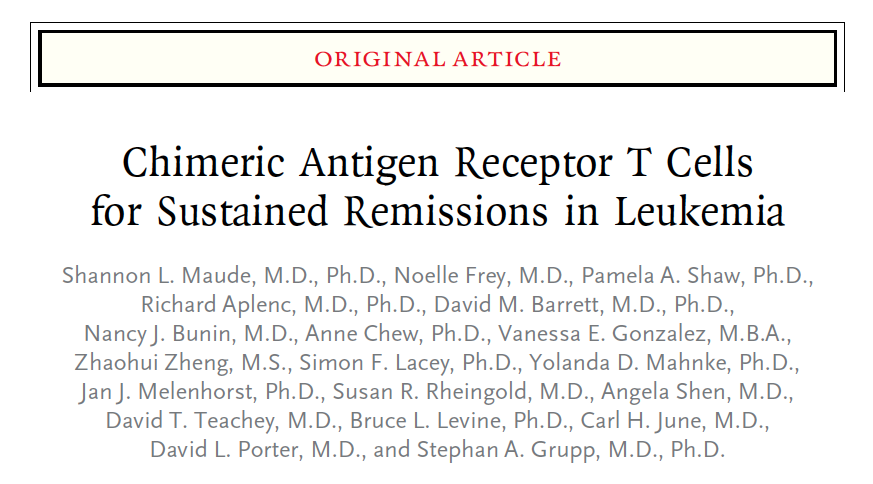 ORIGINAL ARTICLE
Chimeric Antigen Receptor T Cells
for Sustained Remissions in Leukemia
Shannon L. Maude, M.D., Ph.D., Noelle Frey, M.D., Pamela A. Shaw, Ph.D.,
Richard Aplenc, M.D., Ph.D., David M. Barrett, M.D., Ph.D.,
Nancy J. Bunin, M.D., Anne Chew, Ph.D., Vanessa E. Gonzalez, M.B.A.,
Zhaohui Zheng, M.S., Simon F. Lacey, Ph.D., Yolanda D. Mahnke, Ph.D.,
Jan J. Melenhorst, Ph.D., Susan R. Rheingold, M.D., Angela Shen, M.D.,
David T. Teachey, M.D., Bruce L. Levine, Ph.D., Carl H. June, M.D.,
David L. Porter, M.D., and Stephan A. Grupp, M.D., Ph.D.